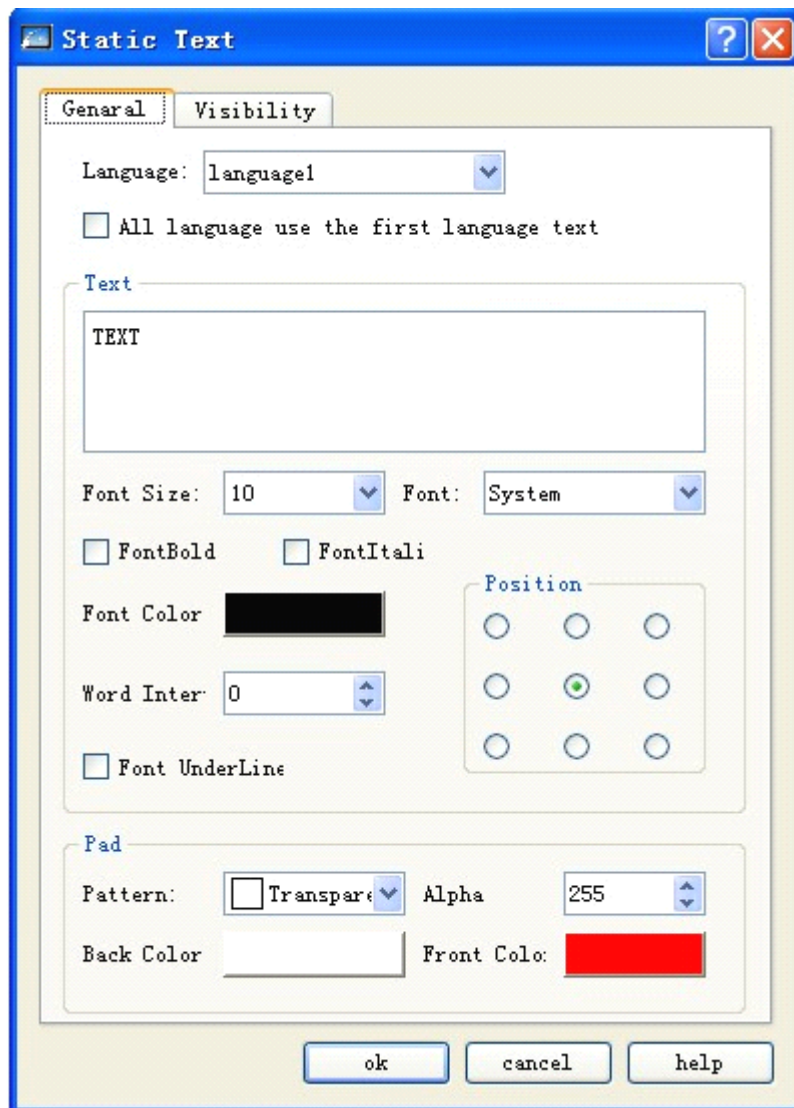 Static Text
Genaral Visibility
Language: language1
All language use the first language text
Text
TEXT
Font Size: 10 Font: System
FontBold FontItali
Position
Font Color
Word Inter 0
Font UnderLine
Pad
Pattern: Transpare Alpha 255
Back Color Front Colo:
ok cancel help